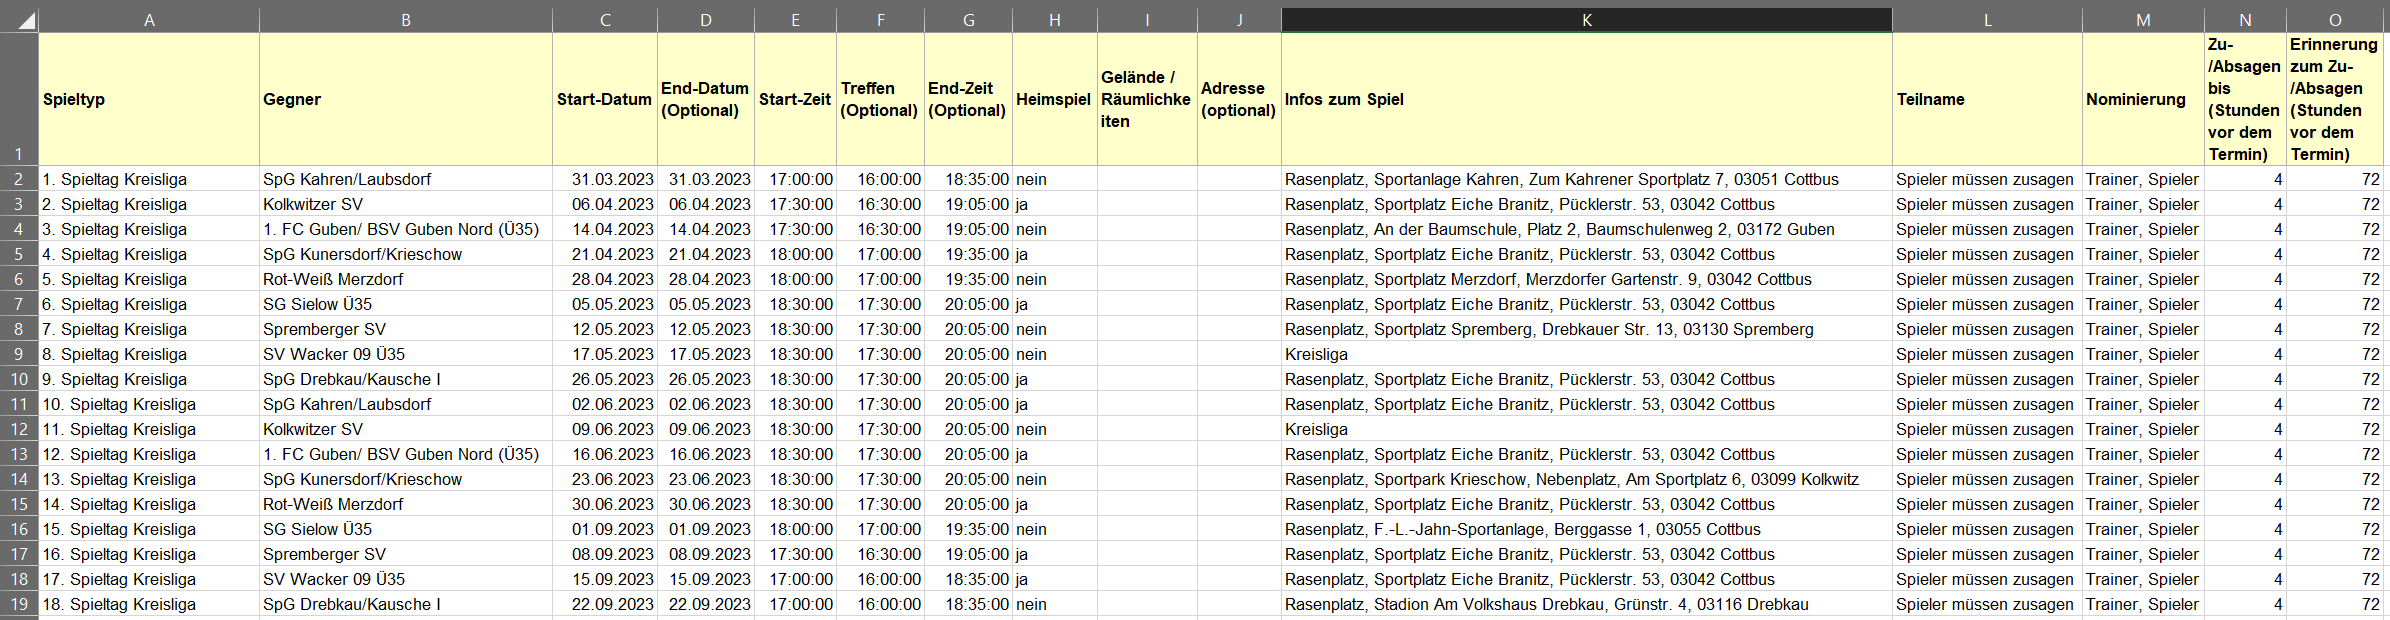 A B C D E F G H I J K L M N O
1 Spieltyp Gegner Start-Datum End-Datum (Optional) Start-Zeit Treffen (Optional) End-Zeit (Optional) Heimspiel Gelände / Räumlichke iten Adresse (optional) Infos zum Spiel Teilname Nominierung Zu- /Absagen bis (Stunden vor dem Termin) Erinnerung zum Zu- /Absagen (Stunden vor dem Termin)
2 1. Spieltag Kreisliga SpG Kahren/Laubsdorf 31.03.2023 31.03.2023 17:00:00 16:00:00 18:35:00 nein Rasenplatz, Sportanlage Kahren, Zum Kahrener Sportplatz 7, 03051 Cottbus Spieler müssen zusagen Trainer, Spieler 4 72
3 2. Spieltag Kreisliga Kolkwitzer SV 06.04.2023 06.04.2023 17:30:00 16:30:00 19:05:00 ja Rasenplatz, Sportplatz Eiche Branitz, Pücklerstr. 53, 03042 Cottbus Spieler müssen zusagen Trainer, Spieler 4 72
4 3. Spieltag Kreisliga 1. FC Guben/ BSV Guben Nord (Ü35) 14.04.2023 14.04.2023 17:30:00 16:30:00 19:05:00 nein Rasenplatz, An der Baumschule, Platz 2, Baumschulenweg 2, 03172 Guben Spieler müssen zusagen Trainer, Spieler 4 72
5 4. Spieltag Kreisliga SpG Kunersdorf/Krieschow 21.04.2023 21.04.2023 18:00:00 17:00:00 19:35:00 ja Rasenplatz, Sportplatz Eiche Branitz, Pücklerstr. 53, 03042 Cottbus Spieler müssen zusagen Trainer, Spieler 4 72
6 5. Spieltag Kreisliga Rot-Weiß Merzdorf 28.04.2023 28.04.2023 18:00:00 17:00:00 19:35:00 nein Rasenplatz, Sportplatz Merzdorf, Merzdorfer Gartenstr. 9, 03042 Cottbus Spieler müssen zusagen Trainer, Spieler 4 72
7 6. Spieltag Kreisliga SG Sielow Ü35 05.05.2023 05.05.2023 18:30:00 17:30:00 20:05:00 ja Rasenplatz, Sportplatz Eiche Branitz, Pücklerstr. 53, 03042 Cottbus Spieler müssen zusagen Trainer, Spieler 4 72
8 7. Spieltag Kreisliga Spremberger SV 12.05.2023 12.05.2023 18:30:00 17:30:00 20:05:00 nein Rasenplatz, Sportplatz Spremberg, Drebkauer Str. 13, 03130 Spremberg Spieler müssen zusagen Trainer, Spieler 4 72
9 8. Spieltag Kreisliga SV Wacker 09 Ü35 17.05.2023 17.05.2023 18:30:00 17:30:00 20:05:00 nein Kreisliga Spieler müssen zusagen Trainer, Spieler 4 72
10 9. Spieltag Kreisliga SpG Drebkau/Kausche I 26.05.2023 26.05.2023 18:30:00 17:30:00 20:05:00 ja Rasenplatz, Sportplatz Eiche Branitz, Pücklerstr. 53, 03042 Cottbus Spieler müssen zusagen Trainer, Spieler 4 72
11 10. Spieltag Kreisliga SpG Kahren/Laubsdorf 02.06.2023 02.06.2023 18:30:00 17:30:00 20:05:00 ja Rasenplatz, Sportplatz Eiche Branitz, Pücklerstr. 53, 03042 Cottbus Spieler müssen zusagen Trainer, Spieler 4 72
12 11. Spieltag Kreisliga Kolkwitzer SV 09.06.2023 09.06.2023 18:30:00 17:30:00 20:05:00 nein Kreisliga Spieler müssen zusagen Trainer, Spieler 4 72
13 12. Spieltag Kreisliga 1. FC Guben/ BSV Guben Nord (Ü35) 16.06.2023 16.06.2023 18:30:00 17:30:00 20:05:00 ja Rasenplatz, Sportplatz Eiche Branitz, Pücklerstr. 53, 03042 Cottbus Spieler müssen zusagen Trainer, Spieler 4 72
14 13. Spieltag Kreisliga SpG Kunersdorf/Krieschow 23.06.2023 23.06.2023 18:30:00 17:30:00 20:05:00 nein Rasenplatz, Sportpark Krieschow, Nebenplatz, Am Sportplatz 6, 03099 Kolkwitz Spieler müssen zusagen Trainer, Spieler 4 72
15 14. Spieltag Kreisliga Rot-Weiß Merzdorf 30.06.2023 30.06.2023 18:30:00 17:30:00 20:05:00 ja Rasenplatz, Sportplatz Eiche Branitz, Pücklerstr. 53, 03042 Cottbus Spieler müssen zusagen Trainer, Spieler 4 72
16 15. Spieltag Kreisliga SG Sielow Ü35 01.09.2023 01.09.2023 18:00:00 17:00:00 19:35:00 nein Rasenplatz, F.-L.-Jahn-Sportanlage, Berggasse 1, 03055 Cottbus Spieler müssen zusagen Trainer, Spieler 4 72
17 16. Spieltag Kreisliga Spremberger SV 08.09.2023 08.09.2023 17:30:00 16:30:00 19:05:00 ja Rasenplatz, Sportplatz Eiche Branitz, Pücklerstr. 53, 03042 Cottbus Spieler müssen zusagen Trainer, Spieler 4 72
18 17. Spieltag Kreisliga SV Wacker 09 Ü35 15.09.2023 15.09.2023 17:00:00 16:00:00 18:35:00 ja Rasenplatz, Sportplatz Eiche Branitz, Pücklerstr. 53, 03042 Cottbus Spieler müssen zusagen Trainer, Spieler 4 72
19 18. Spieltag Kreisliga SpG Drebkau/Kausche I 22.09.2023 22.09.2023 17:00:00 16:00:00 18:35:00 nein Rasenplatz, Stadion Am Volkshaus Drebkau, Grünstr. 4, 03116 Drebkau Spieler müssen zusagen Trainer, Spieler 4 72